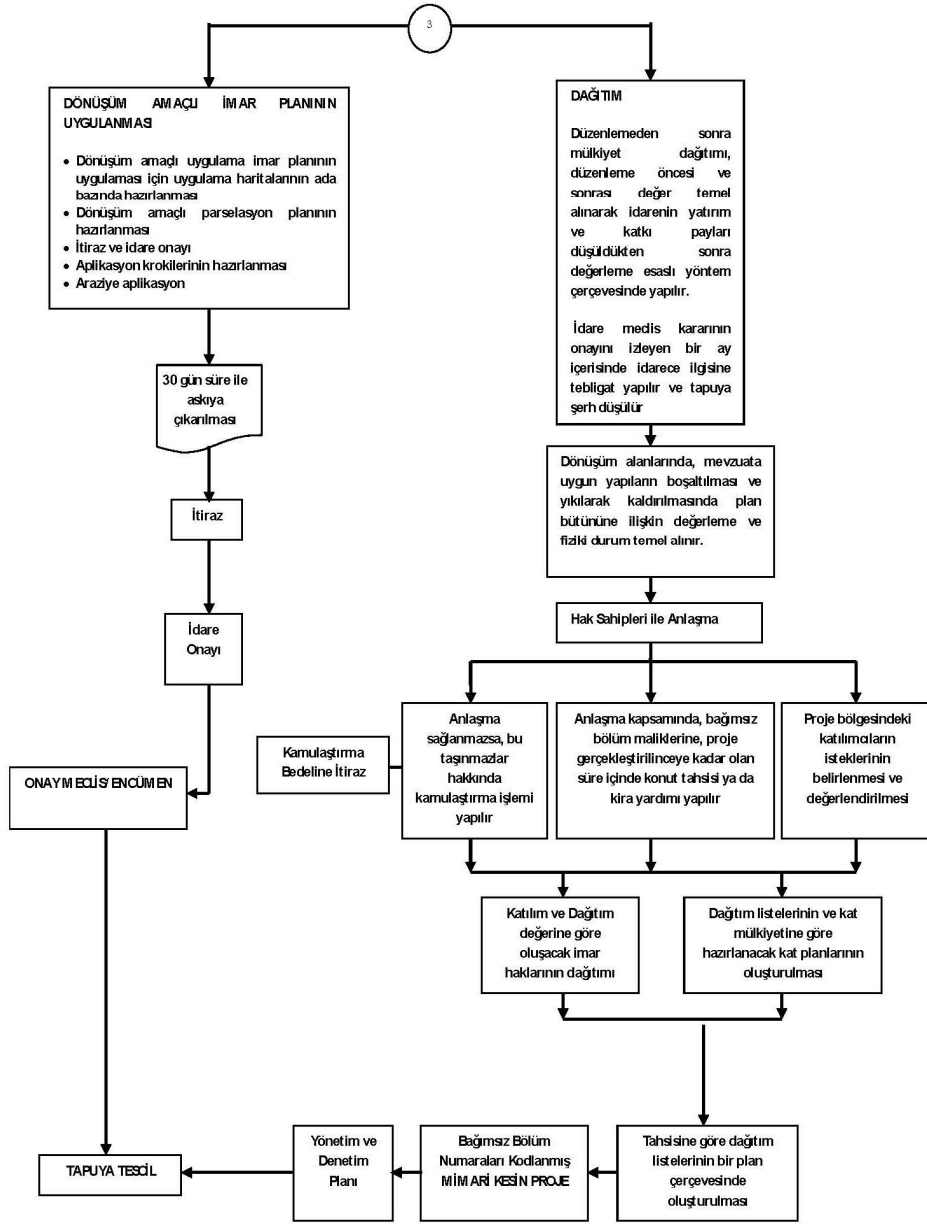 3
DÖNÜŞÜM AMAÇLI İMAR PLANININ
UYGULANMASI
• Dönüşüm amaçlı uygulama imar planının
uygulaması için uygulama haritalarının ada
bazında hazırlanması
• Dönüşüm amaçlı parselasyon planının
hazırlanması
• İtiraz ve idare onayı
• Aplikasyon krokilerinin hazırlanması
• Araziye aplikasyon
30 gün süre ile
askıya
çıkarılması
İtiraz
İdare
Onayı
ONAY MECLİS/ ENCÜMEN
DAĞITIM
Düzenlemeden sonra
mülkiyet dağıtımı,
düzenleme öncesi ve
sonrası değer temel
alınarak idarenin yatırım
ve katkı payları
düşüldükten sonra
değerleme esaslı yöntem
çerçevesinde yapılır.
İdare meclis kararının
onayını izleyen bir ay
içerisinde idarece ilgisine
tebligat yapılır ve tapuya
şerh düşülür
Dönüşüm alanlarında, mevzuata
uygun yapıların boşaltılması ve
yıkılarak kaldırılmasında plan
bütününe ilişkin değerleme ve
fiziki durum temel alınır.
Hak Sahipleri ile Anlaşma
Kamulaştırma
Bedeline İtiraz
Anlaşma
sağlanmazsa, bu
taşınmazlar
hakkında
kamulaştırma işlemi
yapılır
Anlaşma kapsamında, bağımsız
bölüm maliklerine, proje
gerçekleştirilinceye kadar olan
süre içinde konut tahsisi ya da
kira yardımı yapılır
Proje bölgesindeki
katılımcıların
isteklerinin
belirlenmesi ve
değerlendirilmesi
Katılım ve Dağıtım
değerine göre
oluşacak imar
haklarının dağıtımı
Dağıtım listelerinin ve kat
mülkiyetine göre
hazırlanacak kat planlarının
oluşturulması
TAPUYA TESCİL
Yönetim ve
Denetim
Planı
Bağımsız Bölüm
Numaraları Kodlanmış
MİMARİ KESİN PROJE
Tahsisine göre dağıtım
listelerinin bir plan
çerçevesinde
oluşturulması